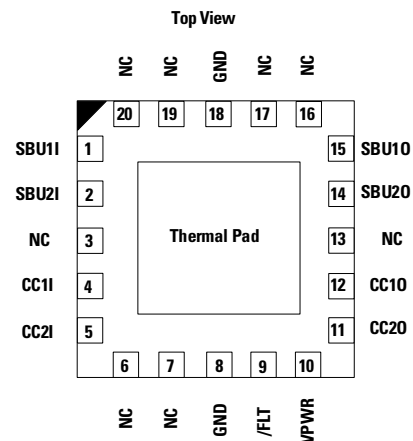 Top View
NC NC GND NC NC
20 19 18 17 16
SBU1I 1 15 SBU1O
SBU2I 2 14 SBU2O
NC 3 Thermal Pad 13 NC
CC1I 4 12 CC1O
CC2I 5 11 CC2O
6 7 8 9 10
NC NC GND /FLT VPWR